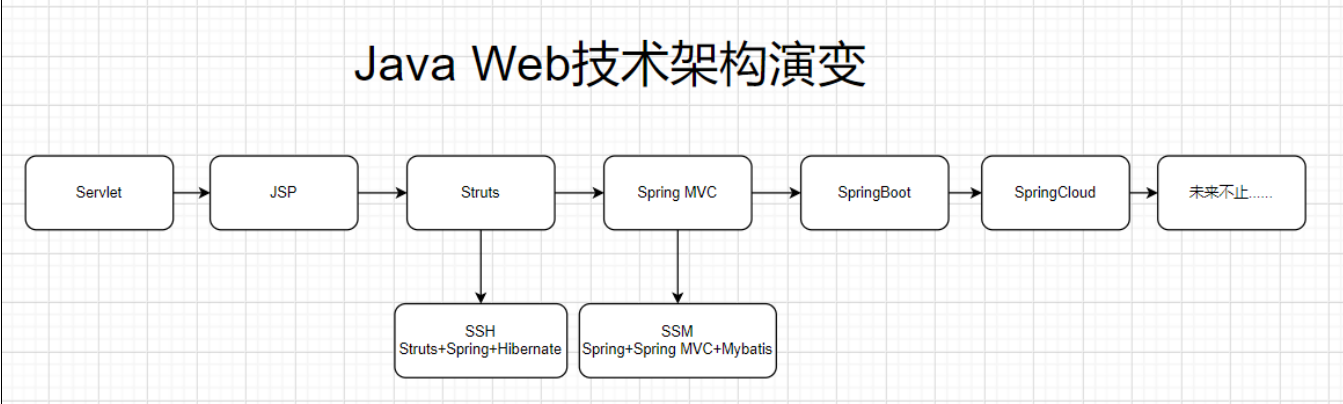 Java Web技术架构演变
Servlet
JSP
Struts
Spring MVC
SpringBoot
SpringCloud
未来不止......
SSH
Struts+Spring+Hibernate
SSM
Spring+Spring MVC+Mybatis